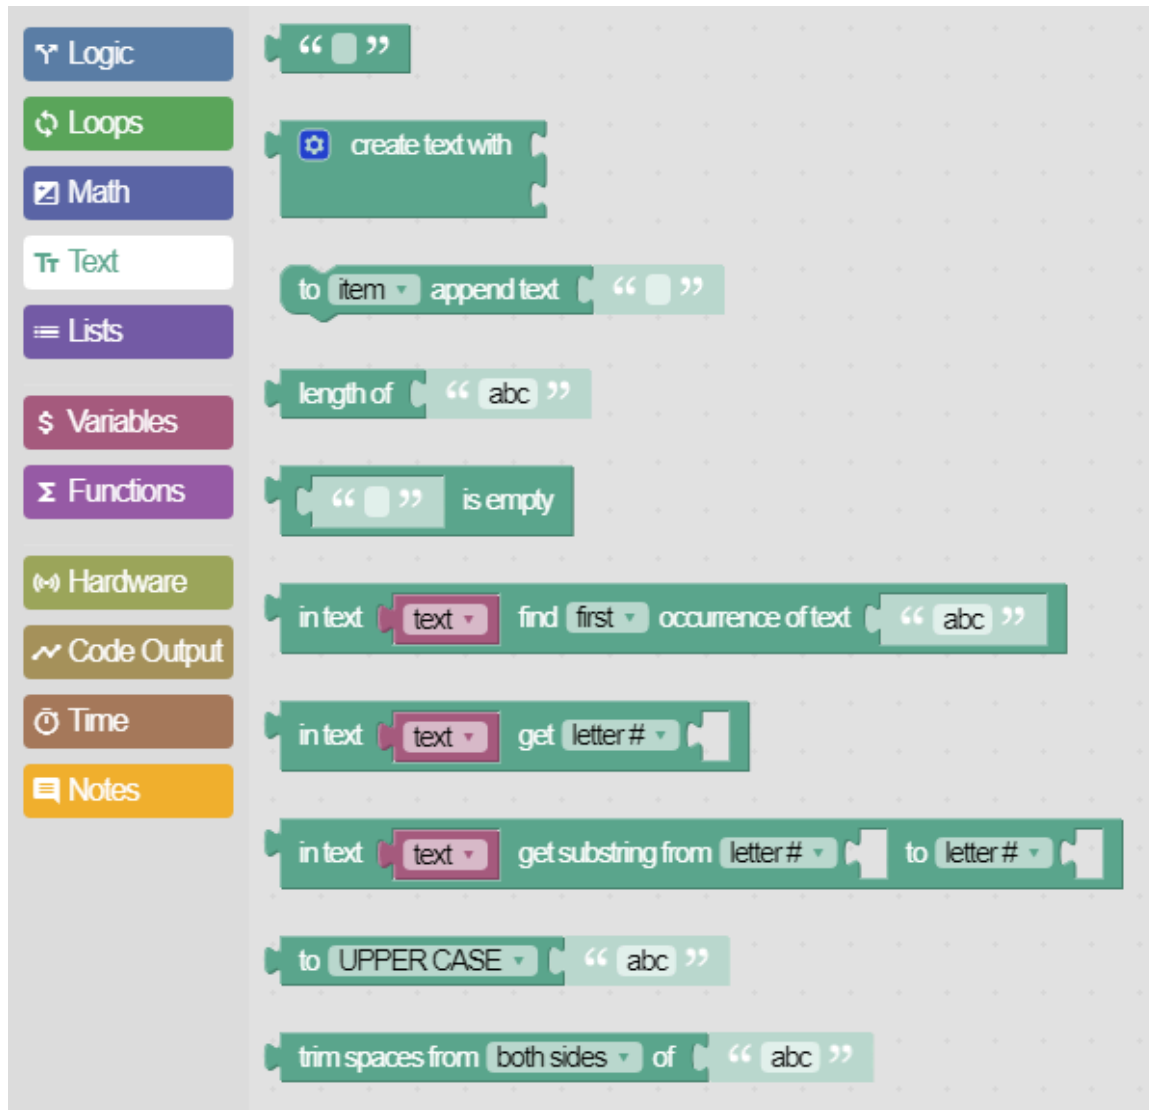 Logic
Loops
Math
Tт Text
Lists
$ Variables
Σ Functions
Hardware
Code Output
Time
Notes
“ ”
create text with
to item append text “ ”
length of “ abc ”
“ ” is empty
in text text find first occurrence of text “ abc ”
in text text get letter #
in text text get substring from letter # to letter #
to UPPER CASE “ abc ”
trim spaces from both sides of “ abc ”